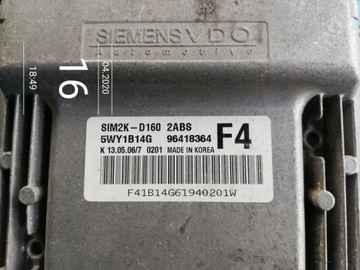 SIEMENS VDO
Automotive
18:49
16
04.2020
SIM2K-D160 2ABS
5WY1B14G 96418364 F4
K 13.05.06/7 0201 MADE IN KOREA
F41B14G61940201W